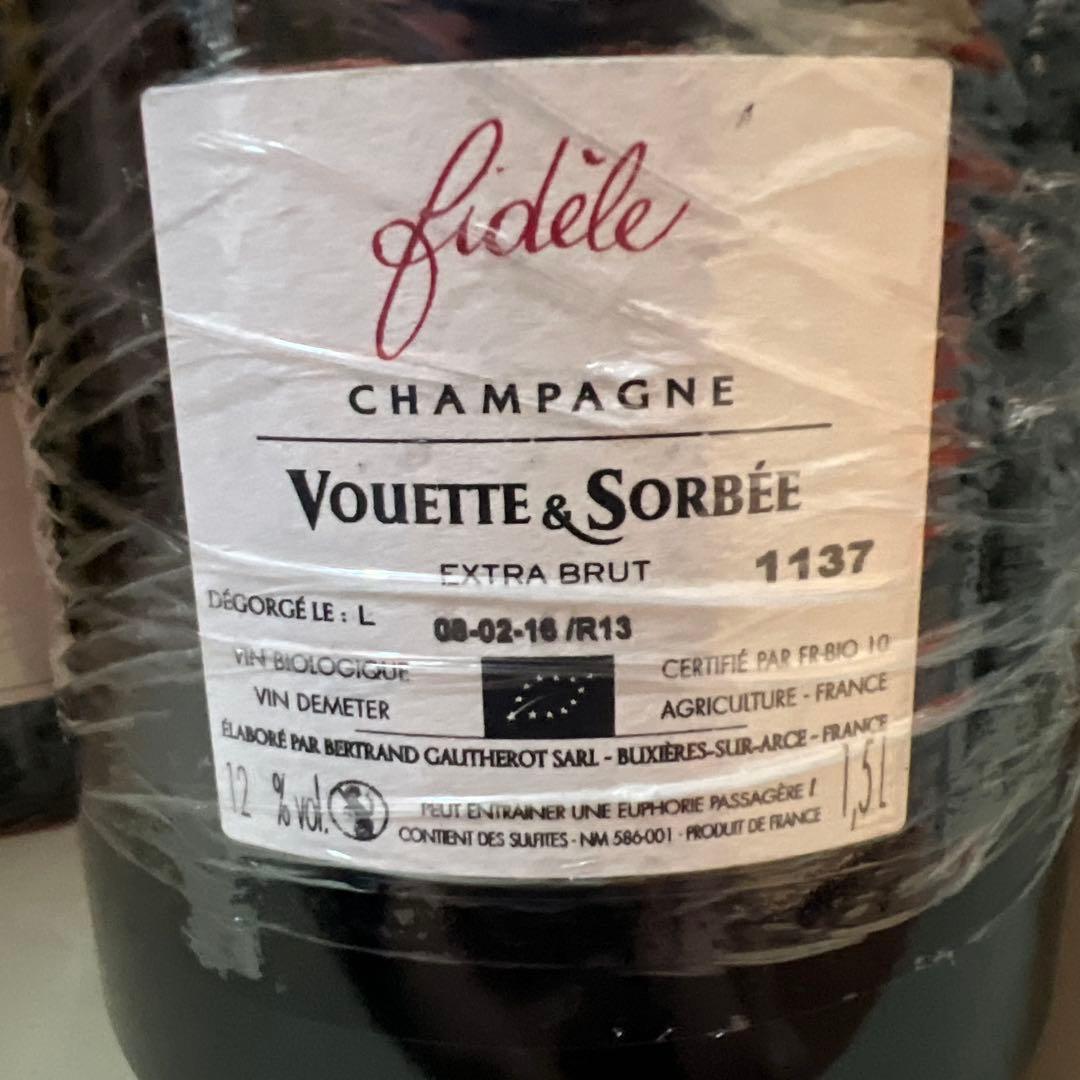 fidèle
CHAMPAGNE
VOUETTE & SORBÉE
EXTRA BRUT 1137
DÉGORGÉ LE : L 08-02-16 /R13
VIN BIOLOGIQUE
VIN DEMETER
CERTIFIÉ PAR FR-BIO 10
AGRICULTURE - FRANCE
ÉLABORÉ PAR BERTRAND GAUTHEROT SARL - BUXIÈRES-SUR-ARCE - FRANCE
12 % vol. 1,5L
PEUT ENTRAINER UNE EUPHORIE PASSAGÈRE !
CONTIENT DES SULFITES - NM 586-001 - PRODUIT DE FRANCE